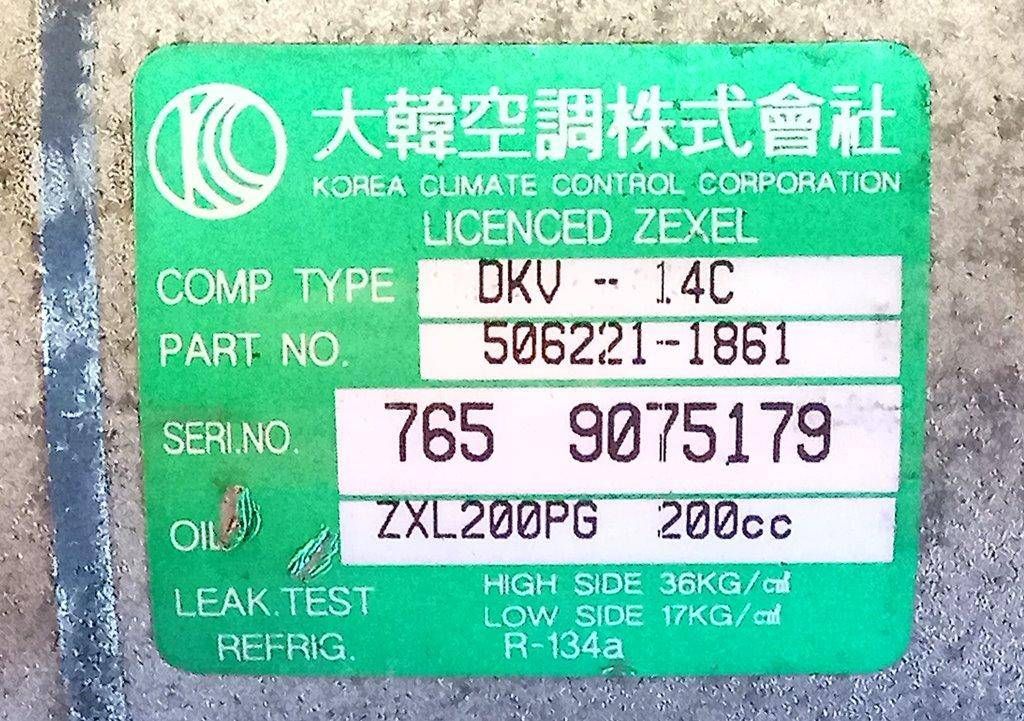 KC
大韓空調株式會社
KOREA CLIMATE CONTROL CORPORATION
LICENCED ZEXEL
COMP TYPE DKV -- 14C
PART NO. 506221-1861
SERI.NO. 765 9075179
OIL ZXL200PG 200cc
LEAK.TEST HIGH SIDE 36KG/㎠
LOW SIDE 17KG/㎠
REFRIG. R-134a